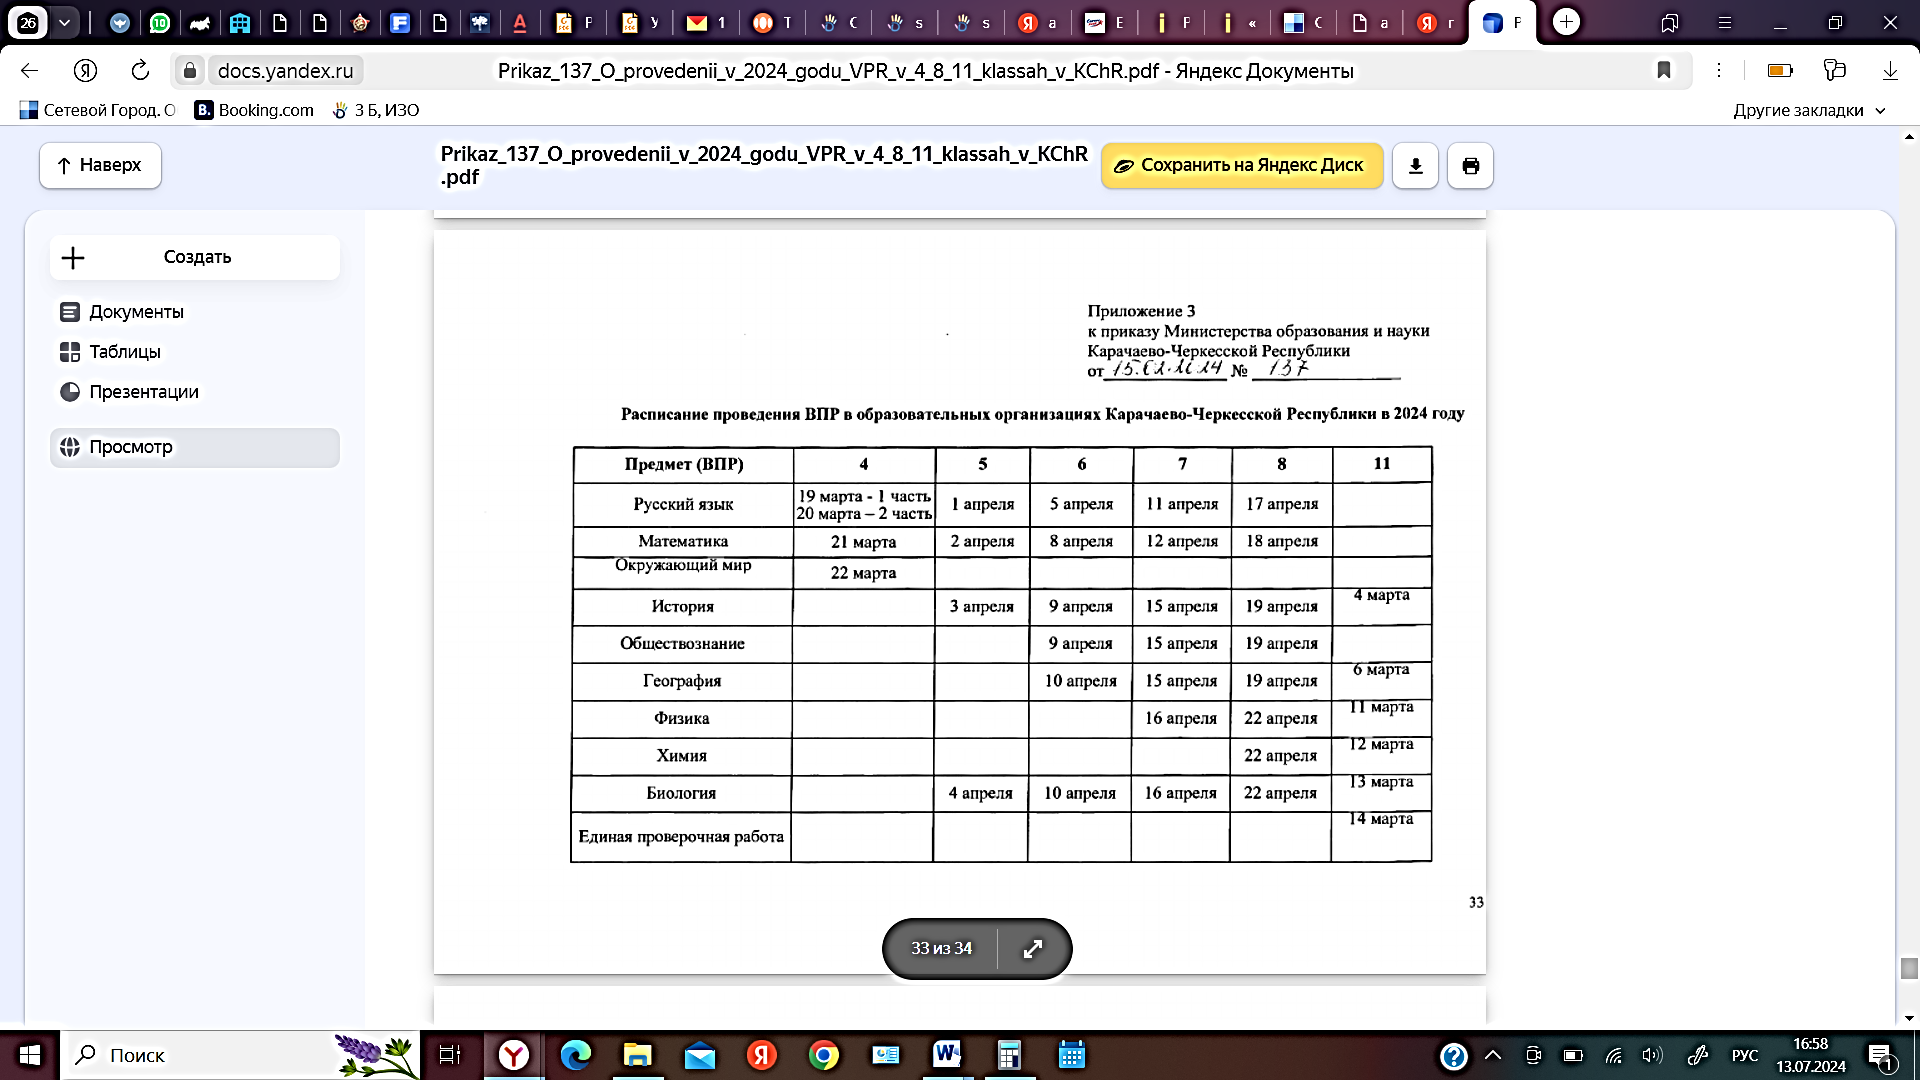 26
10
P
У
1
T
C
s
s
а
E
P
«
C
а
г
P
docs.yandex.ru
Prikaz_137_O_provedenii_v_2024_godu_VPR_v_4_8_11_klassah_v_KChR.pdf - Яндекс Документы
Сетевой Город. О
Booking.com
3 Б, ИЗО
Другие закладки
Наверх
Prikaz_137_O_provedenii_v_2024_godu_VPR_v_4_8_11_klassah_v_KChR
.pdf
Сохранить на Яндекс Диск
Создать
Документы
Таблицы
Презентации
Просмотр
Приложение 3
к приказу Министерства образования и науки
Карачаево-Черкесской Республики
от 15.02.2024 № 137
Расписание проведения ВПР в образовательных организациях Карачаево-Черкесской Республики в 2024 году
Предмет (ВПР) 4 5 6 7 8 11
Русский язык 19 марта - 1 часть 20 марта – 2 часть 1 апреля 5 апреля 11 апреля 17 апреля
Математика 21 марта 2 апреля 8 апреля 12 апреля 18 апреля
Окружающий мир 22 марта
История 3 апреля 9 апреля 15 апреля 19 апреля 4 марта
Обществознание 9 апреля 15 апреля 19 апреля
География 10 апреля 15 апреля 19 апреля 6 марта
Физика 16 апреля 22 апреля 11 марта
Химия 22 апреля 12 марта
Биология 4 апреля 10 апреля 16 апреля 22 апреля 13 марта
Единая проверочная работа 14 марта
33
33 из 34
Поиск
РУС
16:58
13.07.2024
1